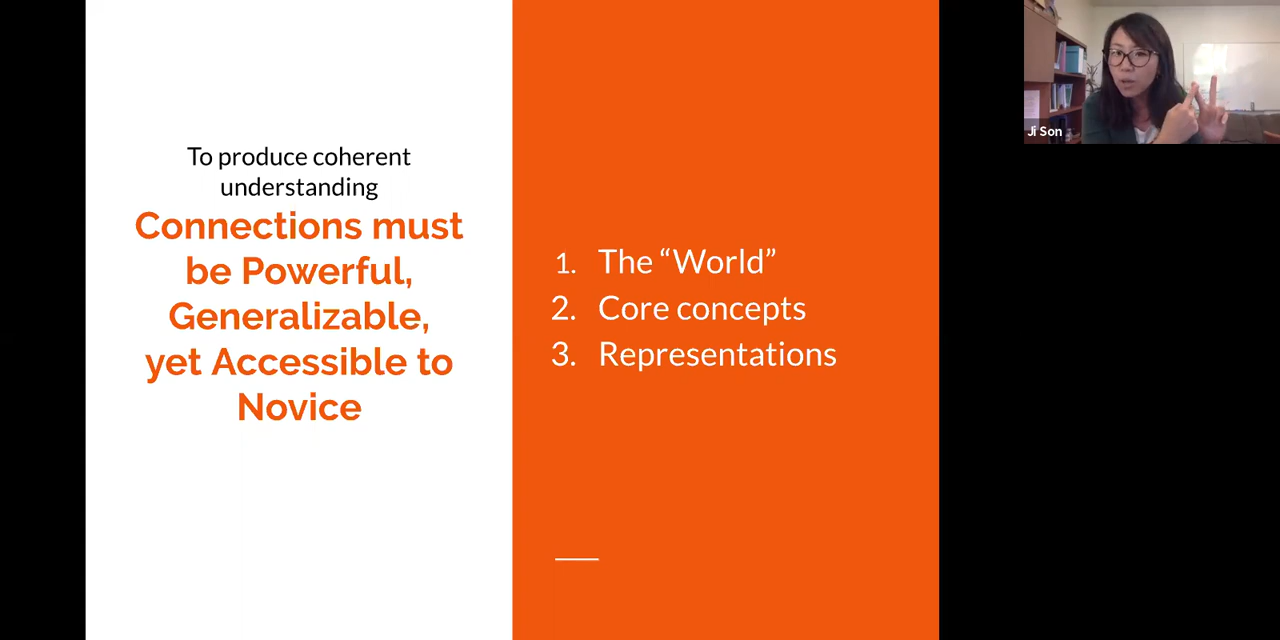 To produce coherent
understanding
Connections must
be Powerful,
Generalizable,
yet Accessible to
Novice
1. The “World”
2. Core concepts
3. Representations
Ji Son